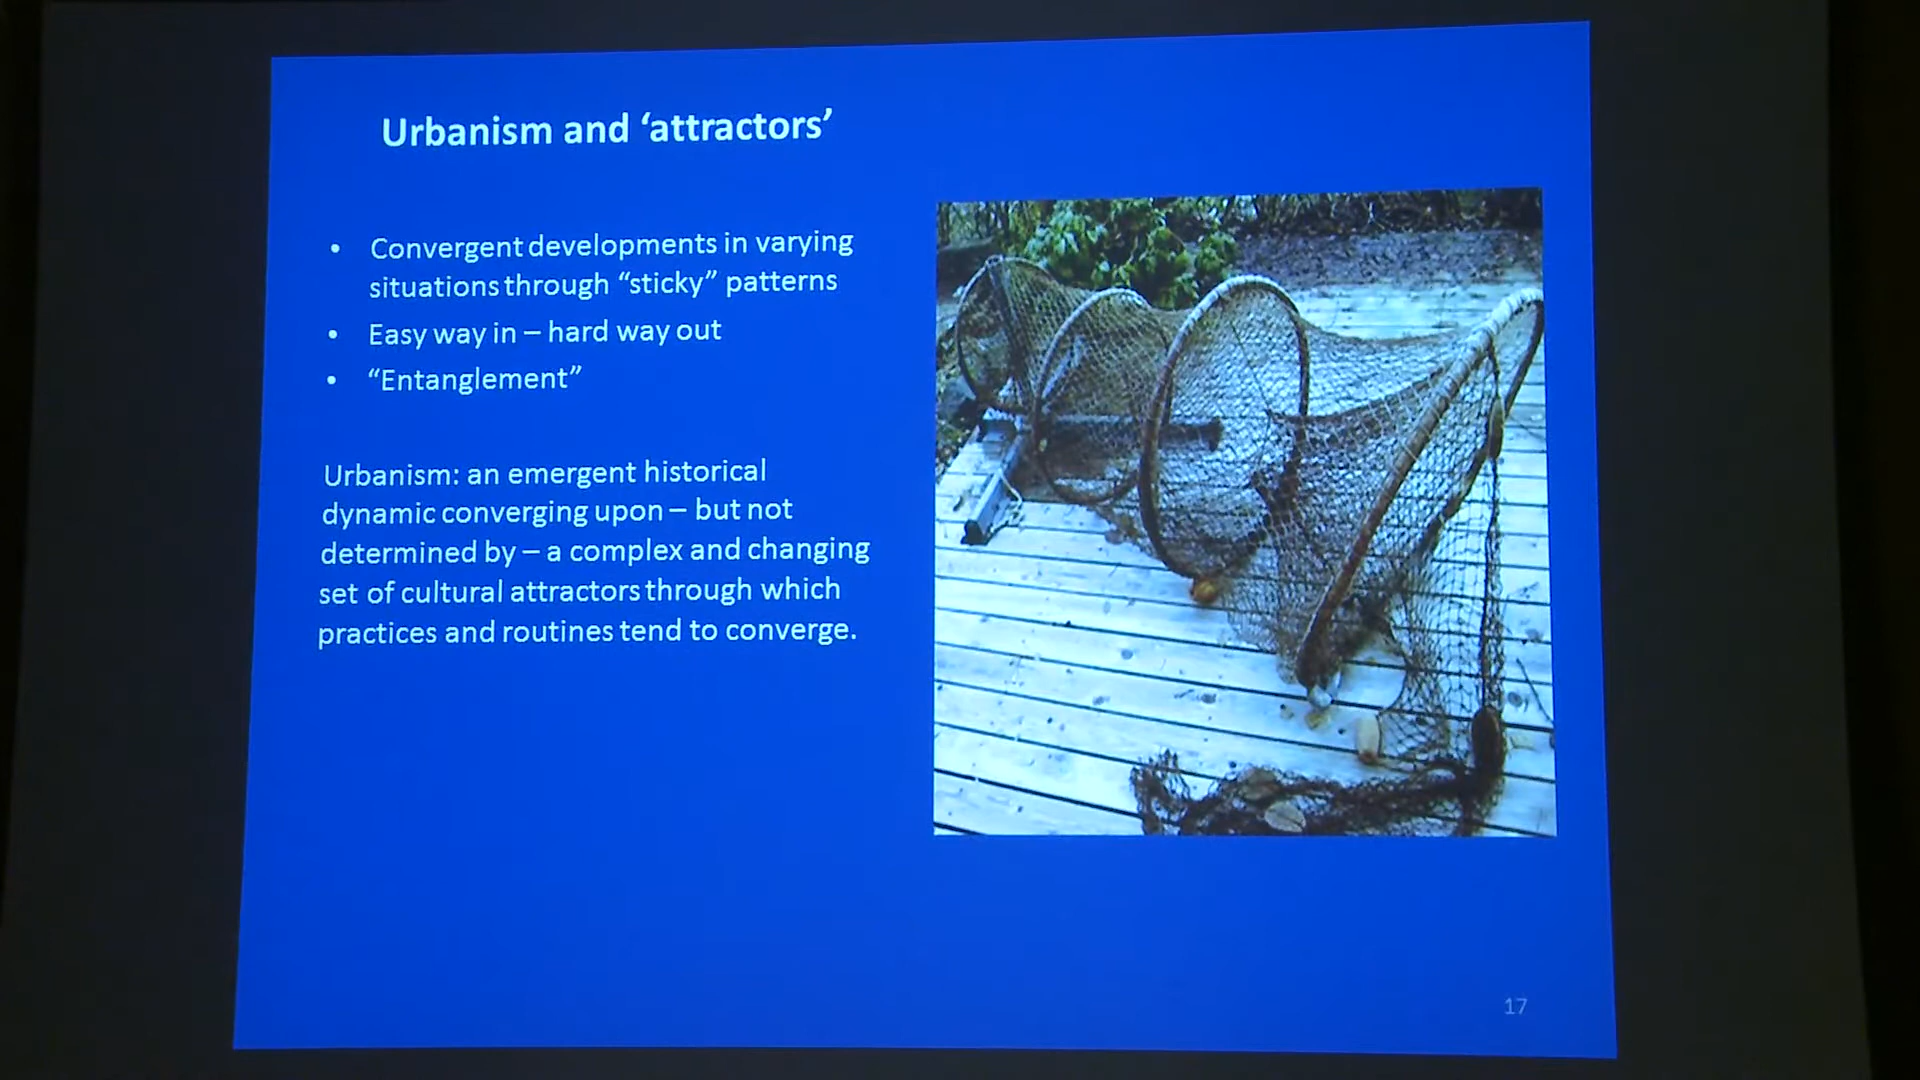 Urbanism and ‘attractors’
• Convergent developments in varying
situations through “sticky” patterns
• Easy way in – hard way out
• “Entanglement”
Urbanism: an emergent historical
dynamic converging upon – but not
determined by – a complex and changing
set of cultural attractors through which
practices and routines tend to converge.
17